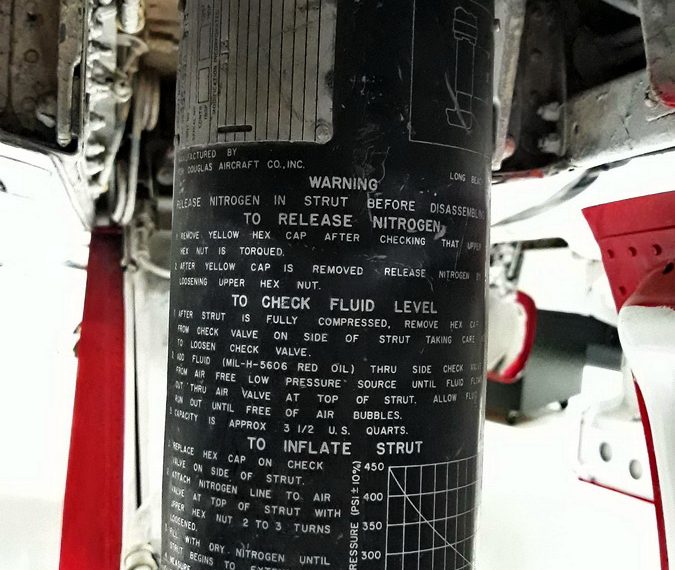 MANUFACTURED BY
DOUGLAS AIRCRAFT CO., INC.
LONG
WARNING
RELEASE NITROGEN IN STRUT BEFORE
TO RELEASE NITROGEN
1. REMOVE YELLOW HEX CAP AFTER CHECKING THAT UPPER
HEX NUT IS TORQUED.
2. AFTER YELLOW CAP IS REMOVED RELEASE NITROGEN
LOOSENING UPPER HEX NUT.
TO CHECK FLUID LEVEL
1. AFTER STRUT IS FULLY COMPRESSED, REMOVE HEX
FROM CHECK VALVE ON SIDE OF STRUT TAKING CARE
TO LOOSEN CHECK VALVE.
2. ADD FLUID (MIL-H-5606 RED OIL) THRU SIDE CHECK
FROM AIR FREE LOW PRESSURE SOURCE UNTIL FLUID
OUT THRU AIR VALVE AT TOP OF STRUT. ALLOW
RUN OUT UNTIL FREE OF AIR BUBBLES.
CAPACITY IS APPROX 3 1/2 U.S. QUARTS.
TO INFLATE STRUT
REPLACE HEX CAP ON CHECK
VALVE ON SIDE OF STRUT.
ATTACH NITROGEN LINE TO AIR
VALVE AT TOP OF STRUT WITH
UPPER HEX NUT 2 TO 3 TURNS
LOOSENED.
FILL WITH DRY NITROGEN UNTIL
STRUT BEGINS TO
MEASURE
PRESSURE (PSI ±10%)
450
400
350
300